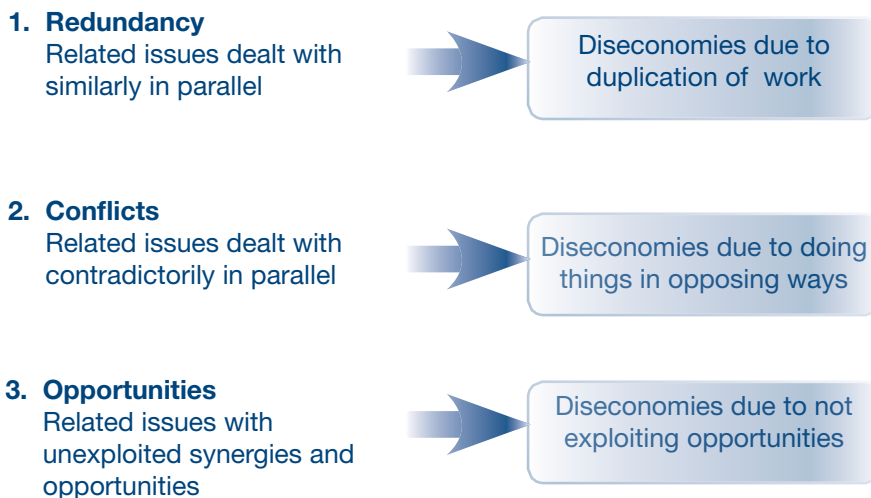 1. Redundancy
Related issues dealt with
similarly in parallel
Diseconomies due to
duplication of work
2. Conflicts
Related issues dealt with
contradictorily in parallel
Diseconomies due to doing
things in opposing ways
3. Opportunities
Related issues with
unexploited synergies and
opportunities
Diseconomies due to not
exploiting opportunities